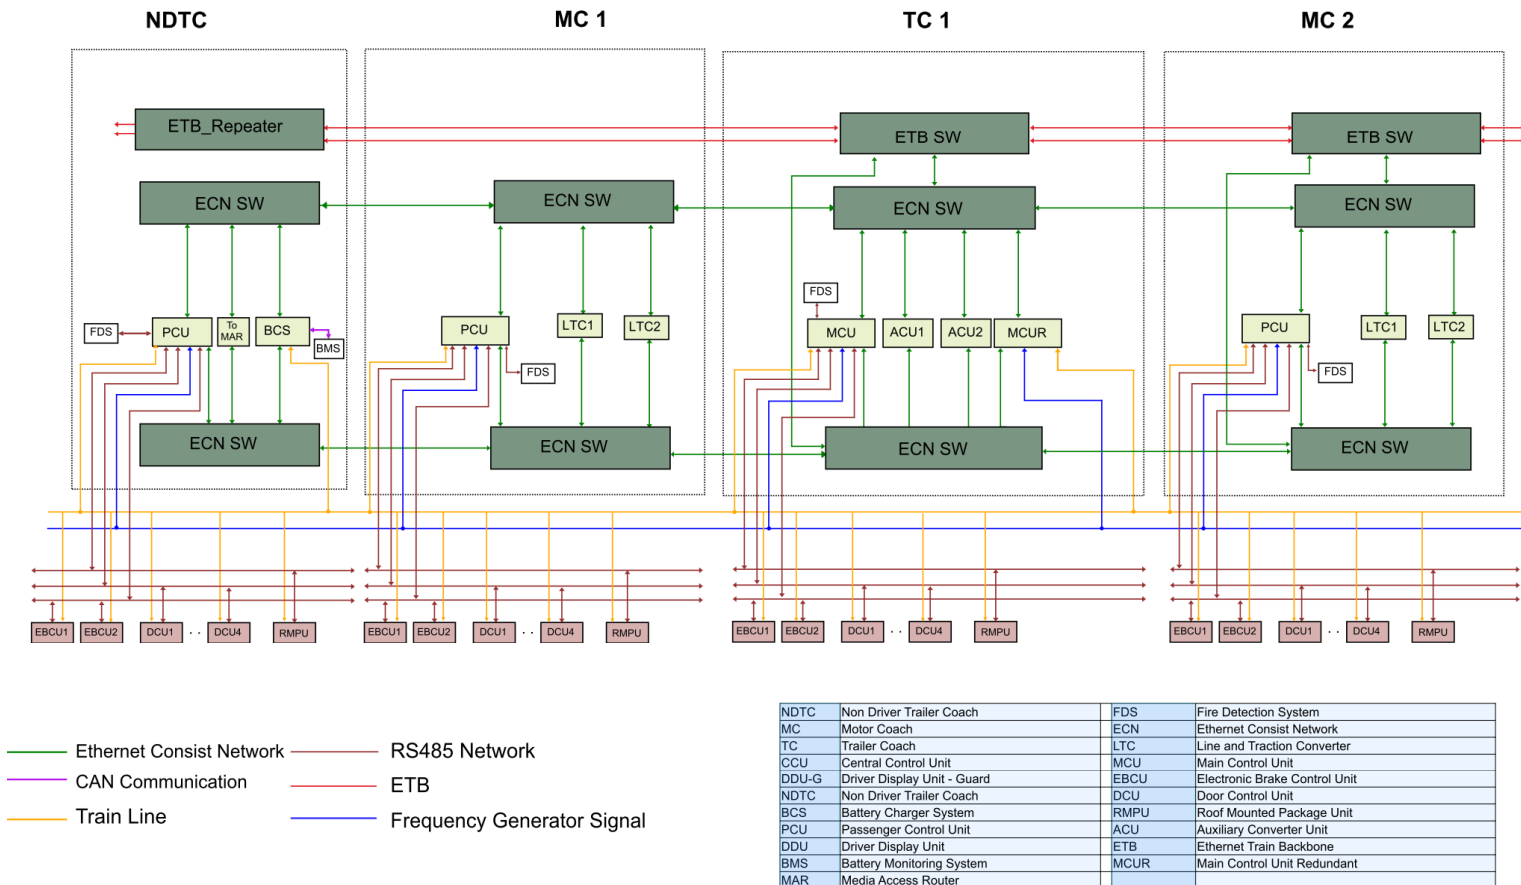 NDTC MC 1 TC 1 MC 2
ETB_Repeater ETB SW ETB SW
ECN SW ECN SW ECN SW ECN SW
FDS
FDS PCU To MAR BCS BMS
PCU LTC1 LTC2 FDS
MCU ACU1 ACU2 MCUR
PCU LTC1 LTC2 FDS
ECN SW ECN SW ECN SW ECN SW
EBCU1 EBCU2 DCU1 . . DCU4 RMPU EBCU1 EBCU2 DCU1 . . DCU4 RMPU EBCU1 EBCU2 DCU1 . . DCU4 RMPU EBCU1 EBCU2 DCU1 . . DCU4 RMPU
Ethernet Consist Network RS485 Network
CAN Communication ETB
Train Line Frequency Generator Signal
NDTC Non Driver Trailer Coach FDS Fire Detection System
MC Motor Coach ECN Ethernet Consist Network
TC Trailer Coach LTC Line and Traction Converter
CCU Central Control Unit MCU Main Control Unit
DDU-G Driver Display Unit - Guard EBCU Electronic Brake Control Unit
NDTC Non Driver Trailer Coach DCU Door Control Unit
BCS Battery Charger System RMPU Roof Mounted Package Unit
PCU Passenger Control Unit ACU Auxiliary Converter Unit
DDU Driver Display Unit ETB Ethernet Train Backbone
BMS Battery Monitoring System MCUR Main Control Unit Redundant
MAR Media Access Router